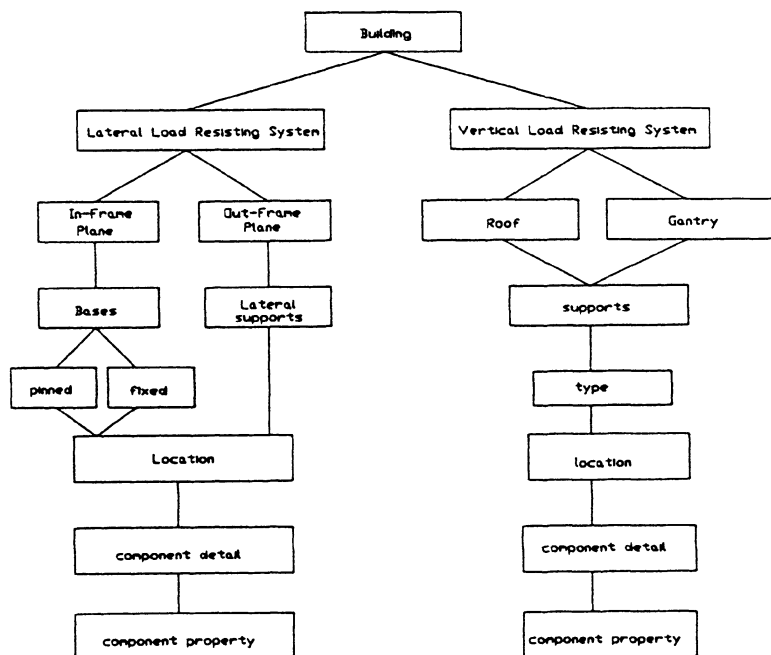 Building
Lateral Load Resisting System
Vertical Load Resisting System
In-Frame
Plane
Out-Frame
Plane
Roof
Gantry
Bases
Lateral
supports
supports
pinned
fixed
type
Location
location
component detail
component detail
component property
component property